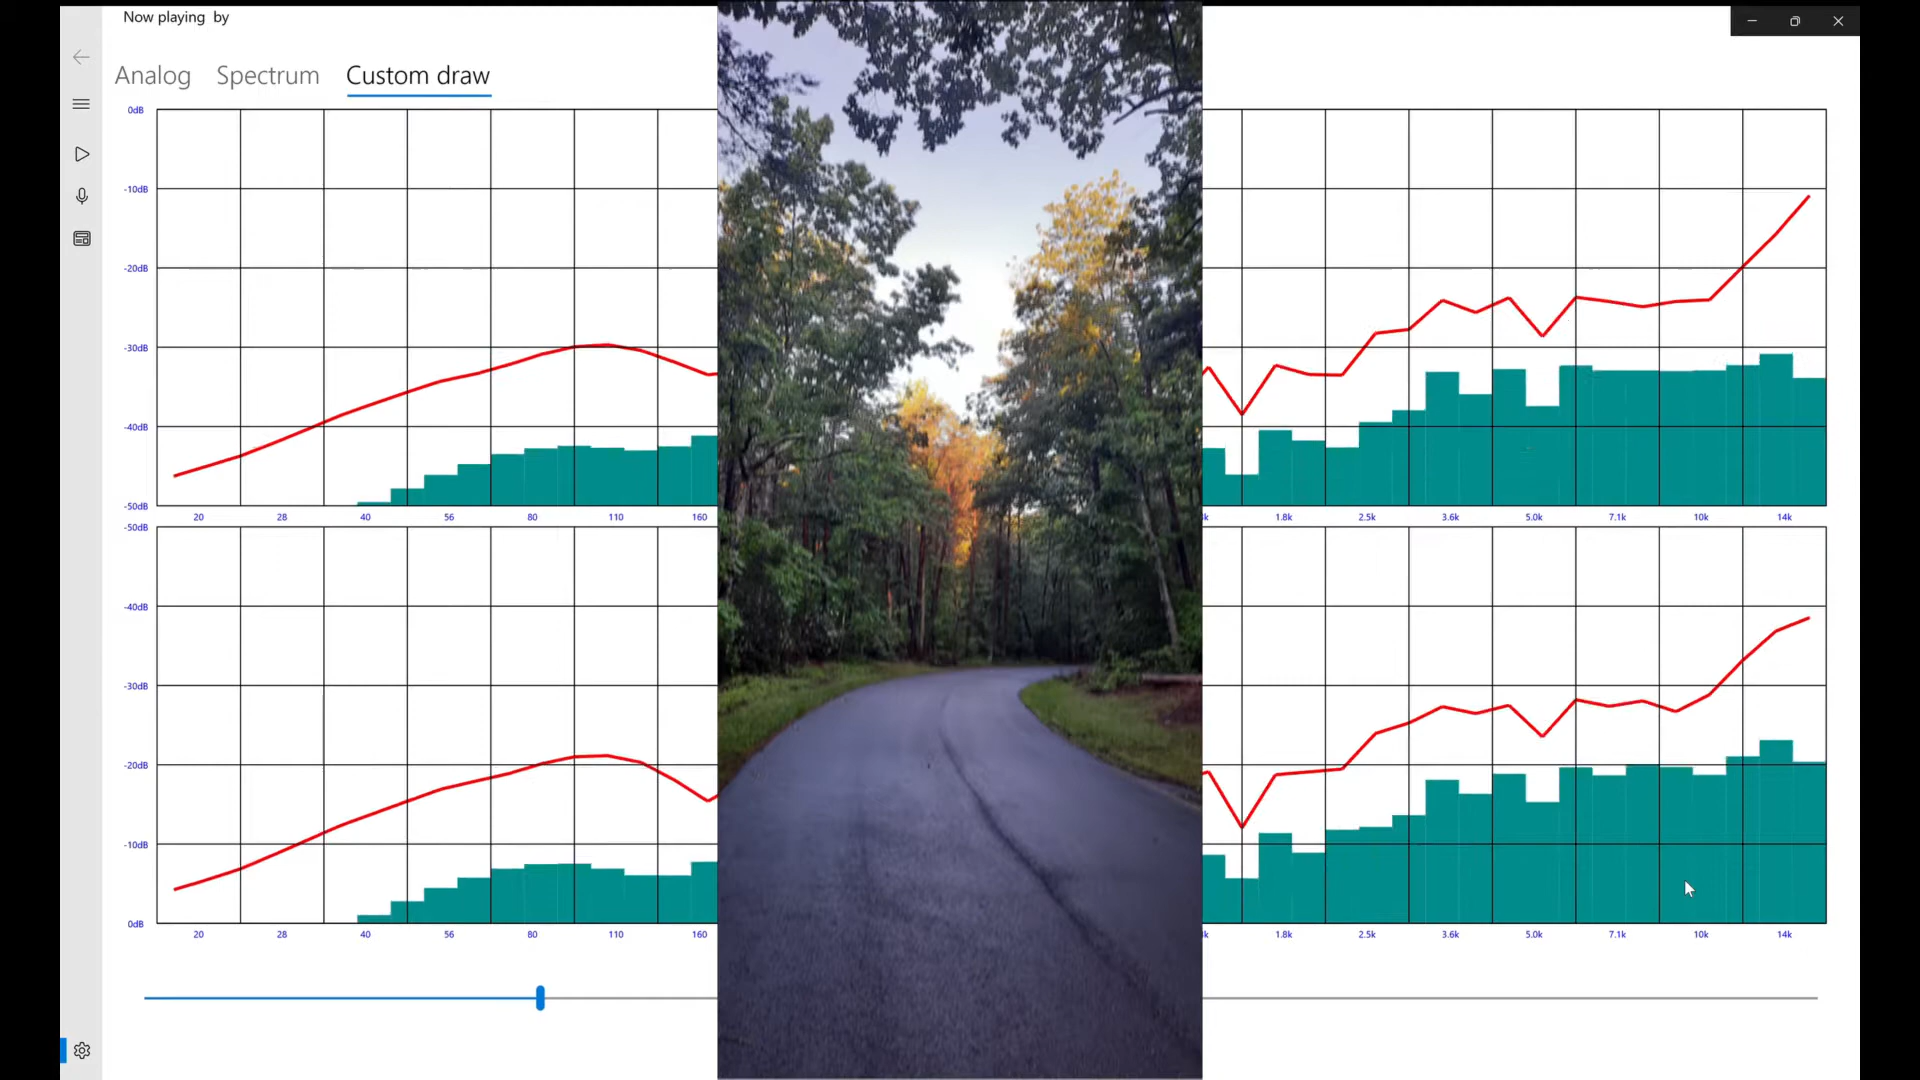 Now playing by
Analog Spectrum Custom draw
0dB
-10dB
-20dB
-30dB
-40dB
-50dB
20 28 40 56 80 110 160 1.8k 2.5k 3.6k 5.0k 7.1k 10k 14k
-50dB
-40dB
-30dB
-20dB
-10dB
0dB
20 28 40 56 80 110 160 1.8k 2.5k 3.6k 5.0k 7.1k 10k 14k